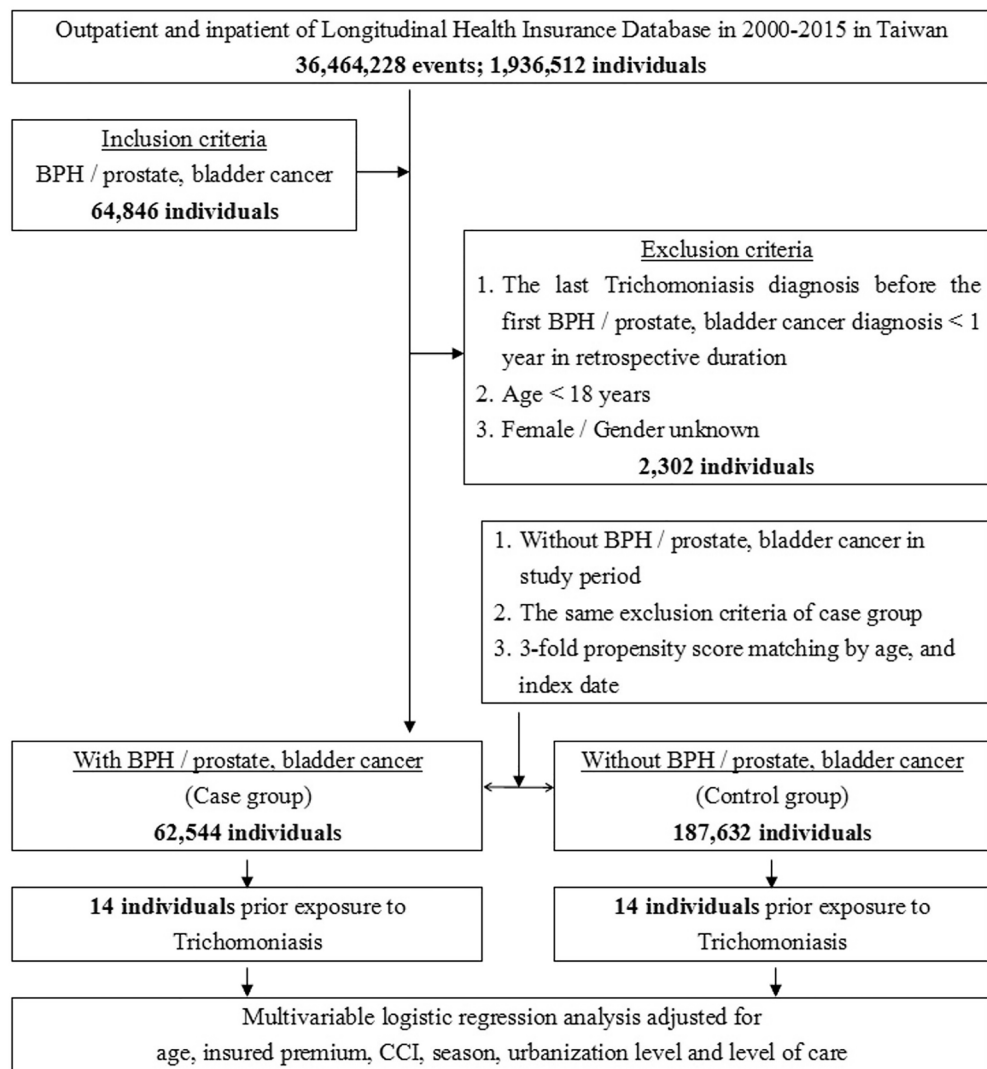 Outpatient and inpatient of Longitudinal Health Insurance Database in 2000-2015 in Taiwan
36,464,228 events; 1,936,512 individuals
Inclusion criteria
BPH / prostate, bladder cancer
64,846 individuals
Exclusion criteria
1. The last Trichomoniasis diagnosis before the
first BPH / prostate, bladder cancer diagnosis < 1
year in retrospective duration
2. Age < 18 years
3. Female / Gender unknown
2,302 individuals
1. Without BPH / prostate, bladder cancer in
study period
2. The same exclusion criteria of case group
3. 3-fold propensity score matching by age, and
index date
With BPH / prostate, bladder cancer
(Case group)
62,544 individuals
Without BPH / prostate, bladder cancer
(Control group)
187,632 individuals
14 individuals prior exposure to
Trichomoniasis
14 individuals prior exposure to
Trichomoniasis
Multivariable logistic regression analysis adjusted for
age, insured premium, CCI, season, urbanization level and level of care